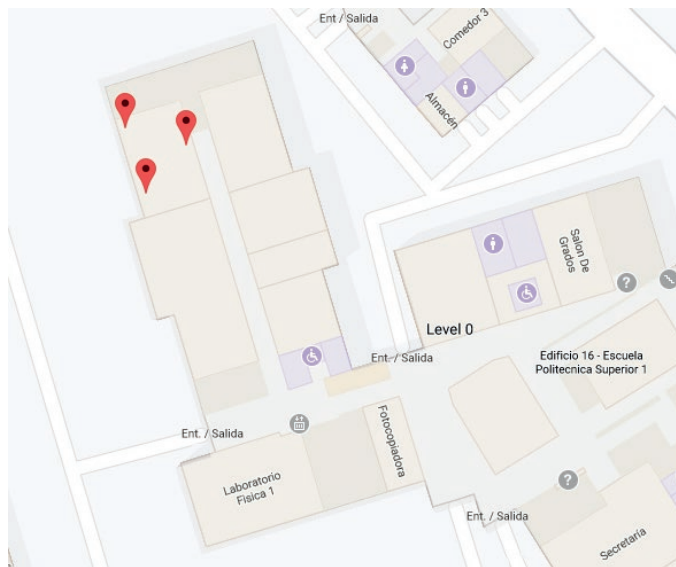 Ent / Salida
Comedor 3
Almacén
Salon De
Grados
Level 0
Ent. / Salida
Edificio 16 - Escuela
Politecnica Superior 1
Fotocopiadora
Ent. / Salida
Laboratorio
Fisica 1
Ent. / Salida
Secretaría